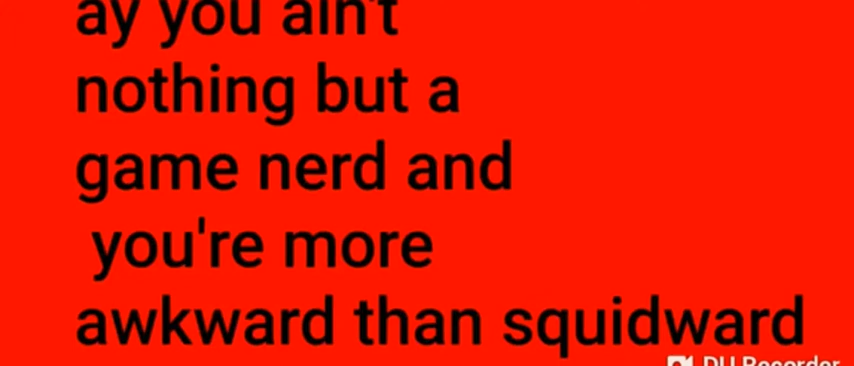 ay you ain't
nothing but a
game nerd and
you're more
awkward than squidward
DU Recorder